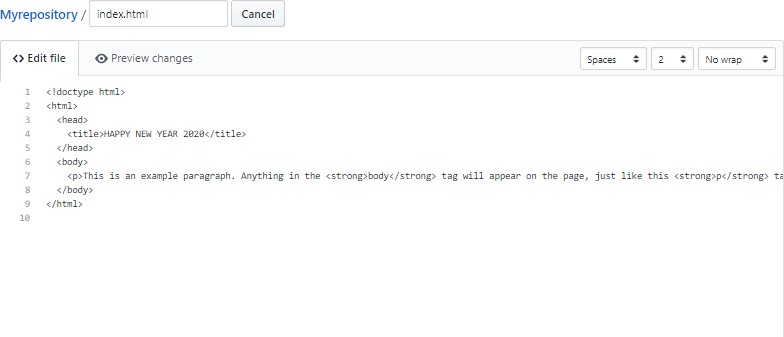 Myrepository / index.html Cancel
Edit file Preview changes Spaces 2 No wrap
1 <!doctype html>
2 <html>
3 <head>
4 <title>HAPPY NEW YEAR 2020</title>
5 </head>
6 <body>
7 <p>This is an example paragraph. Anything in the <strong>body</strong> tag will appear on the page, just like this <strong>p</strong> ta
8 </body>
9 </html>
10